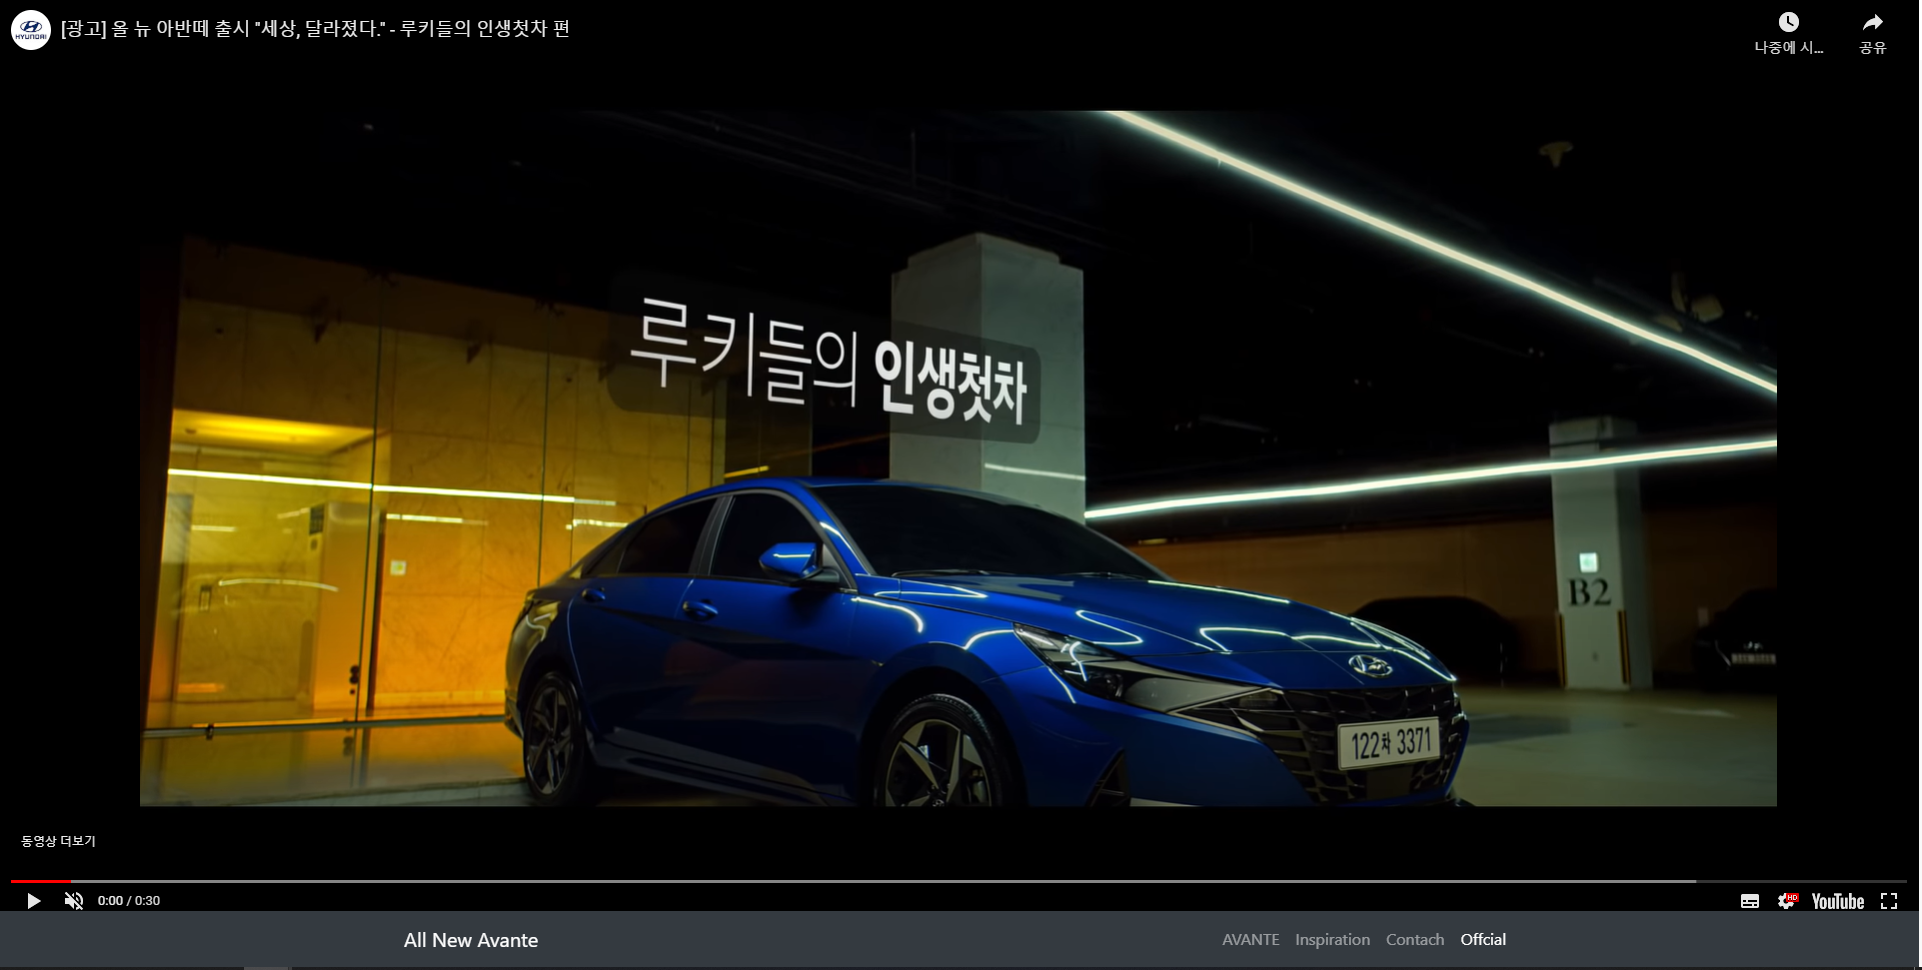 HYUNDAI
[광고] 올 뉴 아반떼 출시 "세상, 달라졌다." - 루키들의 인생첫차 편
나중에 시...
공유
루키들의 인생첫차
B2
122차 3371
동영상 더보기
0:00 / 0:30
HD
YouTube
All New Avante
AVANTE Inspiration Contach Offcial